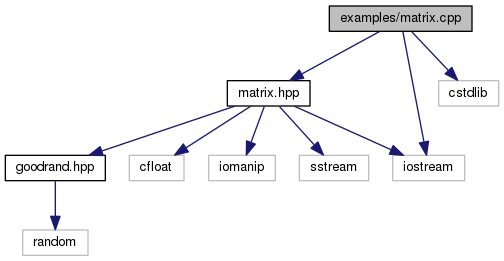 examples/matrix.cpp
matrix.hpp
cstdlib
goodrand.hpp
cfloat
iomanip
sstream
iostream
random